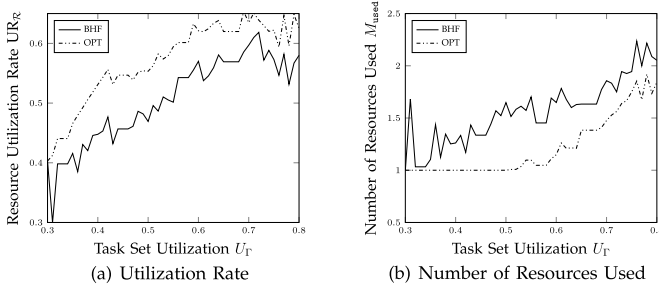 Resource Utilization Rate UR_R
0.6
0.5
0.4
0.3
BHF
OPT
0.3 0.4 0.5 0.6 0.7 0.8
Task Set Utilization U_Γ
(a) Utilization Rate
Number of Resources Used M_used
2.5
2
1.5
1
0.5
BHF
OPT
0.3 0.4 0.5 0.6 0.7 0.
Task Set Utilization U_Γ
(b) Number of Resources Used